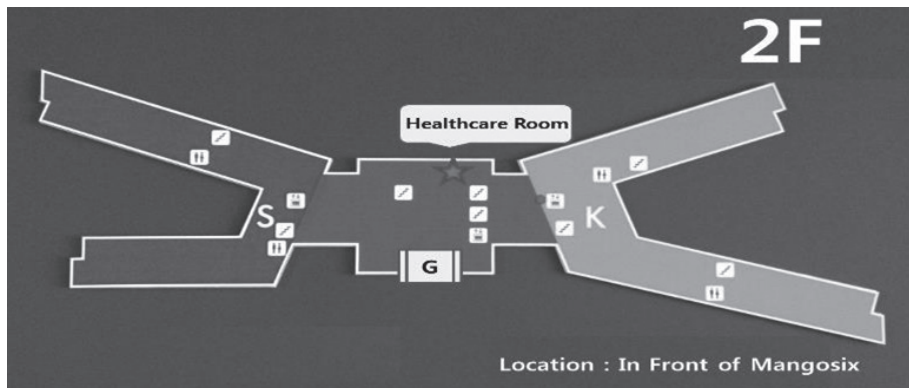 2F
Healthcare Room
S
K
G
Location : In Front of Mangosix